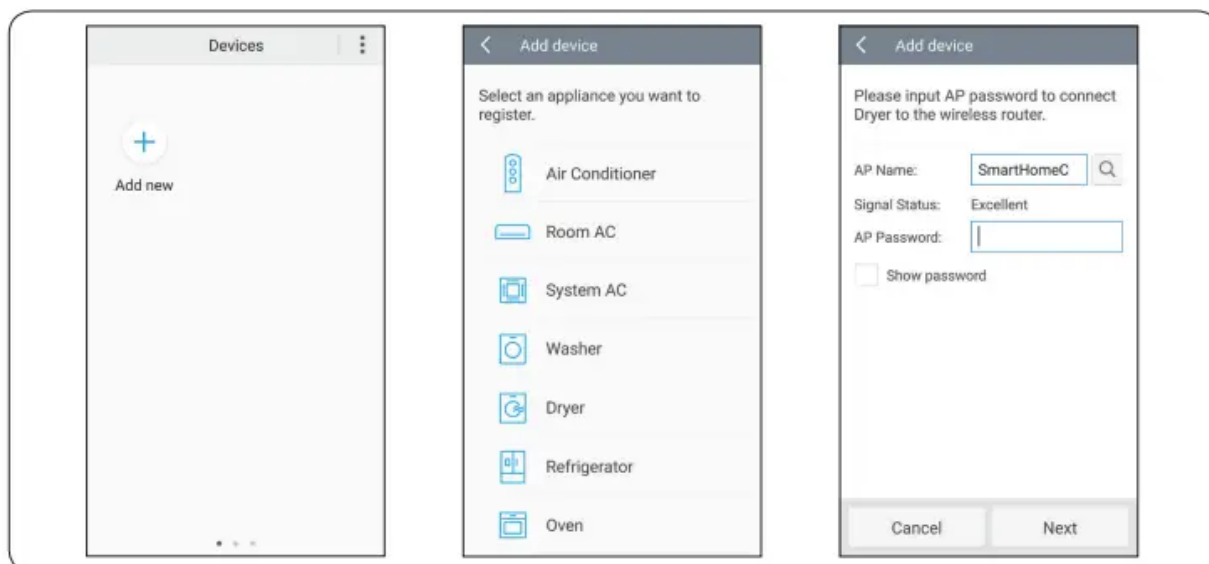 Devices
Add new
Add device
Select an appliance you want to
register.
Air Conditioner
Room AC
System AC
Washer
Dryer
Refrigerator
Oven
Add device
Please input AP password to connect
Dryer to the wireless router.
AP Name: SmartHomeC
Signal Status: Excellent
AP Password:
Show password
Cancel Next